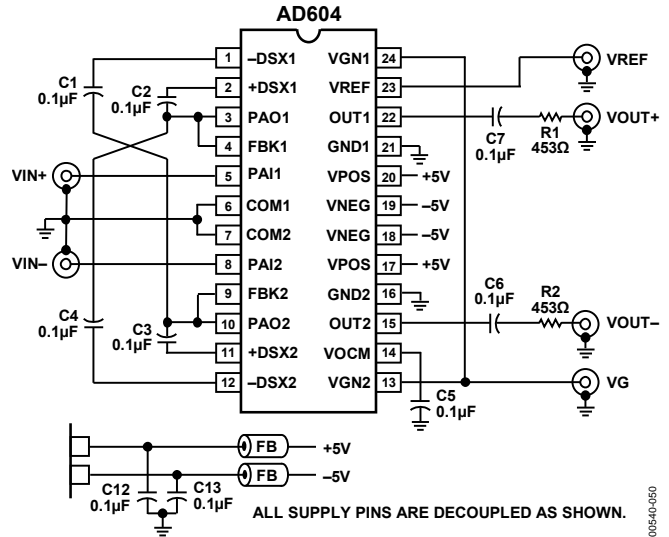 AD604
C1
0.1µF
C2
0.1µF
1 –DSX1 VGN1 24
2 +DSX1 VREF 23
3 PAO1 OUT1 22
4 FBK1 GND1 21
5 PAI1 VPOS 20 +5V
6 COM1 VNEG 19 –5V
7 COM2 VNEG 18 –5V
8 PAI2 VPOS 17 +5V
9 FBK2 GND2 16
10 PAO2 OUT2 15
11 +DSX2 VOCM 14
12 –DSX2 VGN2 13
VREF
VOUT+
C7
0.1µF
R1
453Ω
VIN+
VIN–
C4
0.1µF
C3
0.1µF
C6
0.1µF
R2
453Ω
VOUT–
VG
C5
0.1µF
FB +5V
FB –5V
C12
0.1µF
C13
0.1µF
ALL SUPPLY PINS ARE DECOUPLED AS SHOWN.
00540-050